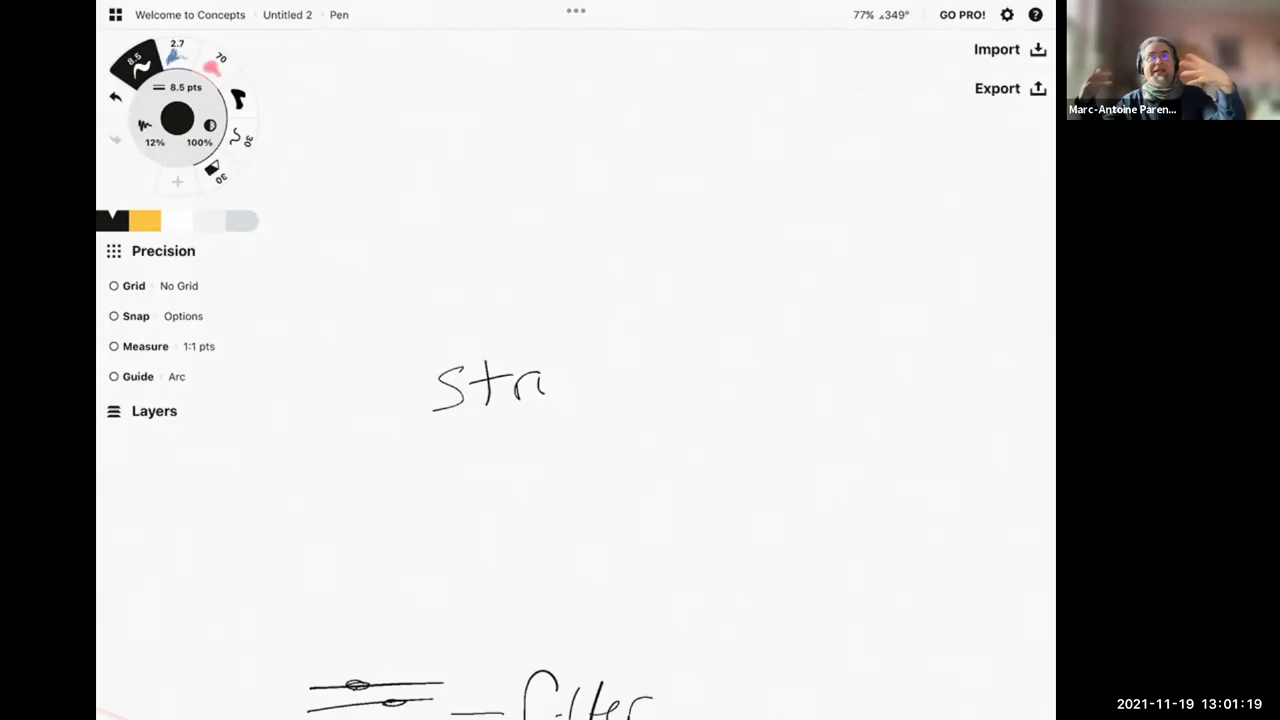 Welcome to Concepts Untitled 2 Pen
77% ⊿349° GO PRO!
Import
Export
8.5
2.7
70
8.5 pts
12% 100%
30
30
Precision
Grid No Grid
Snap Options
Measure 1:1 pts
Guide Arc
Layers
str
— filter
Marc-Antoine Paren...
2021-11-19 13:01:19